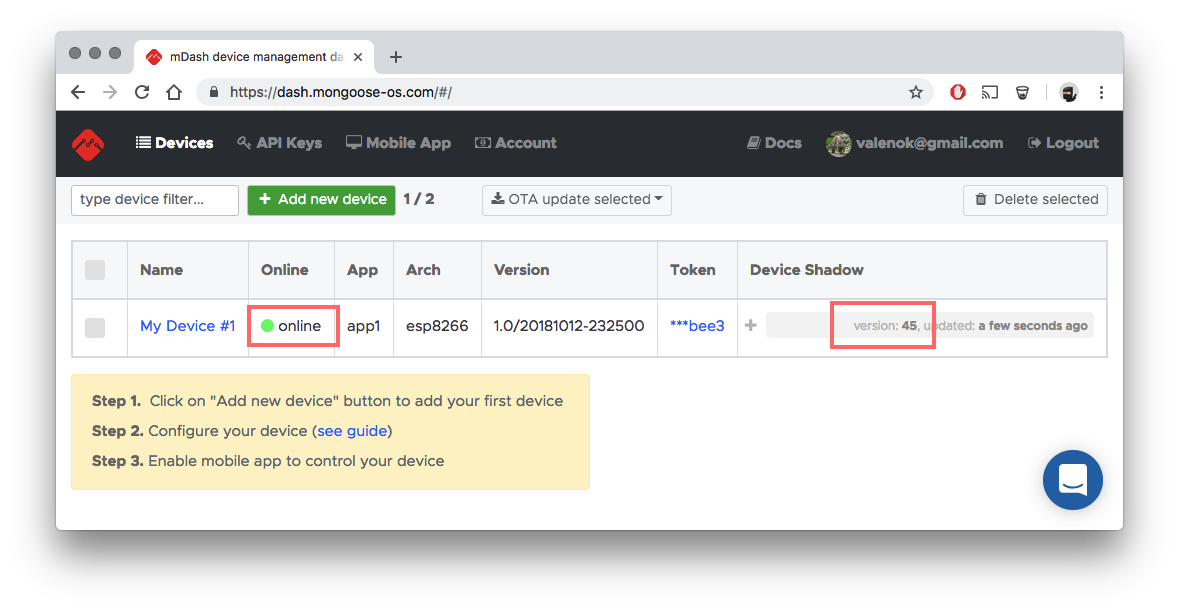 mDash device management da
https://dash.mongoose-os.com/#/
Devices API Keys Mobile App Account Docs valenok@gmail.com Logout
type device filter... + Add new device 1 / 2 OTA update selected Delete selected
Name Online App Arch Version Token Device Shadow
My Device #1 online app1 esp8266 1.0/20181012-232500 ***bee3 + version: 45, updated: a few seconds ago
Step 1. Click on "Add new device" button to add your first device
Step 2. Configure your device (see guide)
Step 3. Enable mobile app to control your device